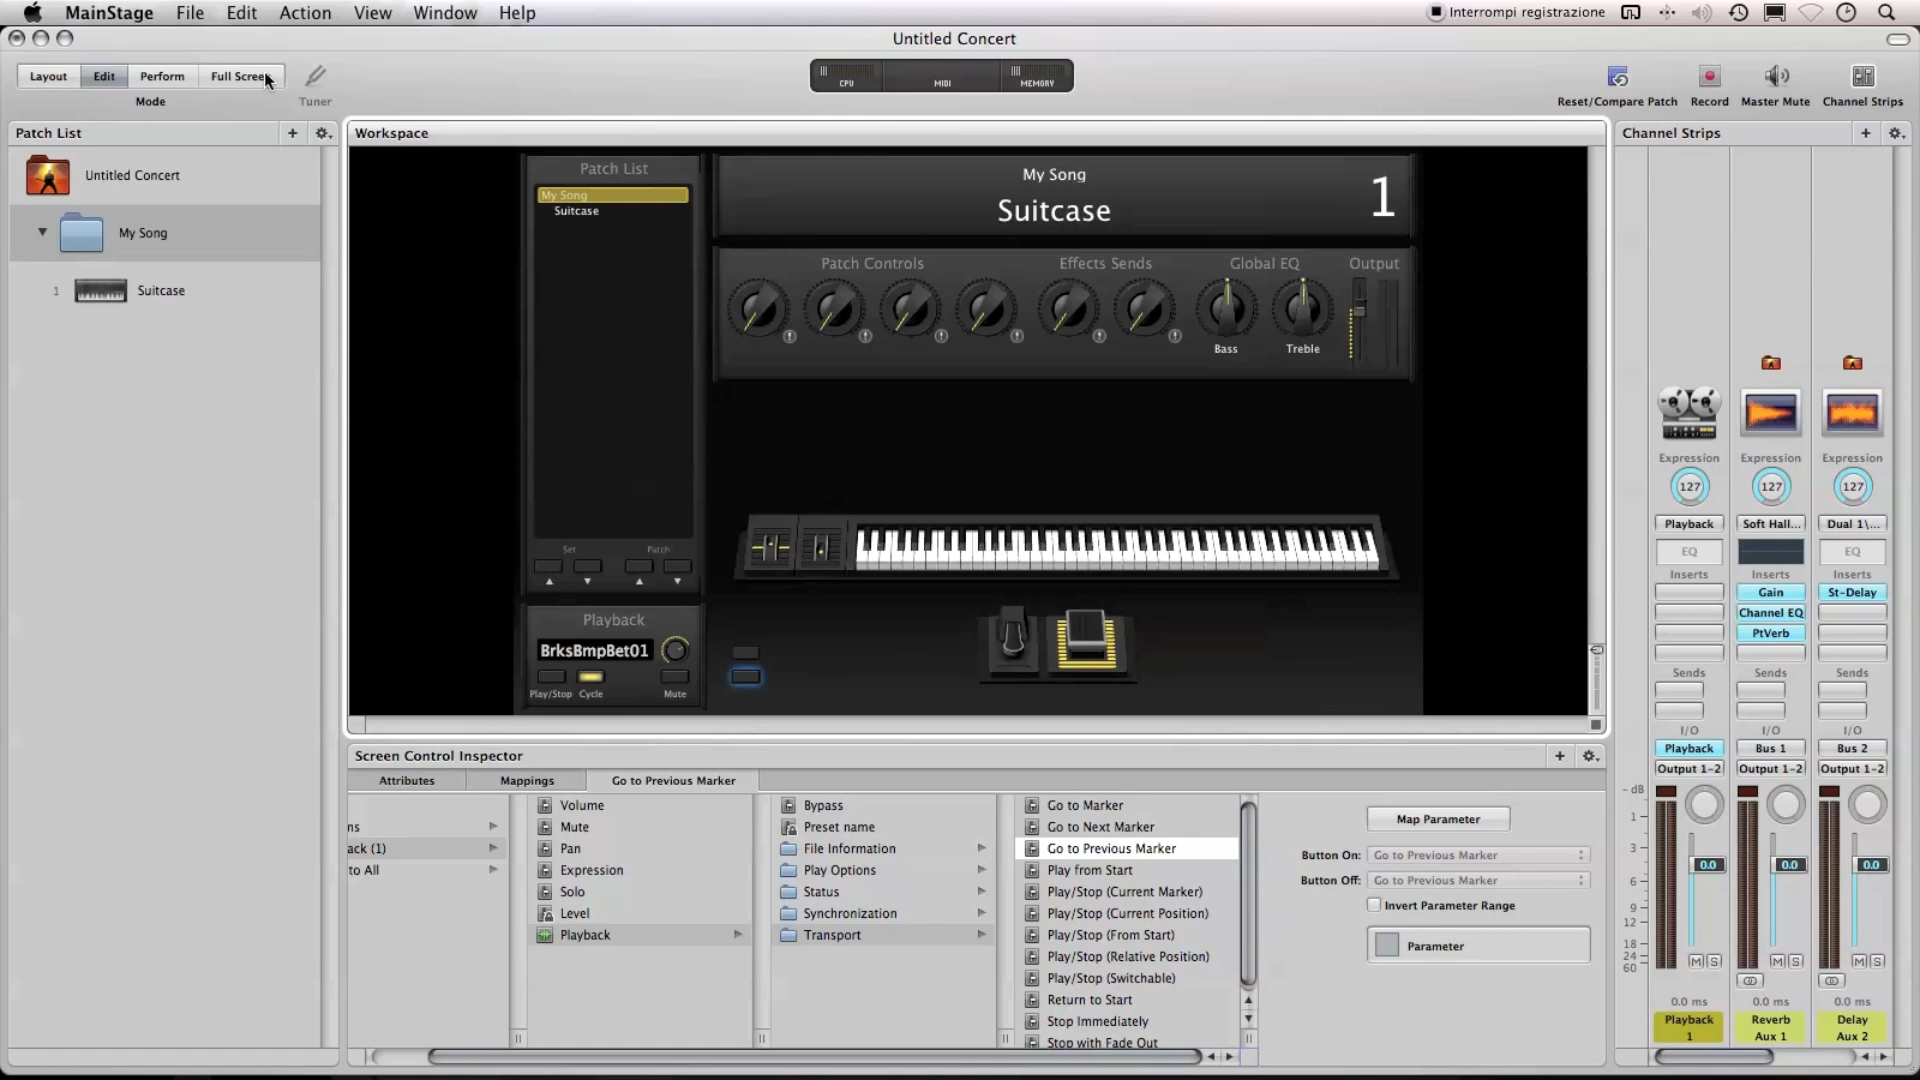 MainStage File Edit Action View Window Help
Interrompi registrazione
Untitled Concert
Layout Edit Perform Full Screen
Mode
Tuner
CPU MIDI MEMORY
Reset/Compare Patch Record Master Mute Channel Strips
Patch List
Untitled Concert
My Song
1 Suitcase
Workspace
Patch List
My Song
Suitcase
Set Patch
My Song
Suitcase
1
Patch Controls
Effects Sends
Global EQ
Output
Bass Treble
Playback
BrksBmpBet01
Play/Stop Cycle Mute
Screen Control Inspector
Attributes Mappings Go to Previous Marker
ns
ack (1)
to All
Volume
Mute
Pan
Expression
Solo
Level
Playback
Bypass
Preset name
File Information
Play Options
Status
Synchronization
Transport
Go to Marker
Go to Next Marker
Go to Previous Marker
Play from Start
Play/Stop (Current Marker)
Play/Stop (Current Position)
Play/Stop (From Start)
Play/Stop (Relative Position)
Play/Stop (Switchable)
Return to Start
Stop Immediately
Stop with Fade Out
Map Parameter
Button On: Go to Previous Marker
Button Off: Go to Previous Marker
Invert Parameter Range
Parameter
Channel Strips
Expression Expression Expression
127 127 127
Playback Soft Hall... Dual 1\...
EQ EQ
Inserts Inserts Inserts
Gain St-Delay
Channel EQ
PtVerb
Sends Sends Sends
I/O I/O I/O
Playback Bus 1 Bus 2
Output 1-2 Output 1-2 Output 1-2
- dB
1
3
6
9
12
18
24
60
0.0 0.0 0.0
M S M S M S
0.0 ms 0.0 ms 0.0 ms
Playback Reverb Delay
1 Aux 1 Aux 2